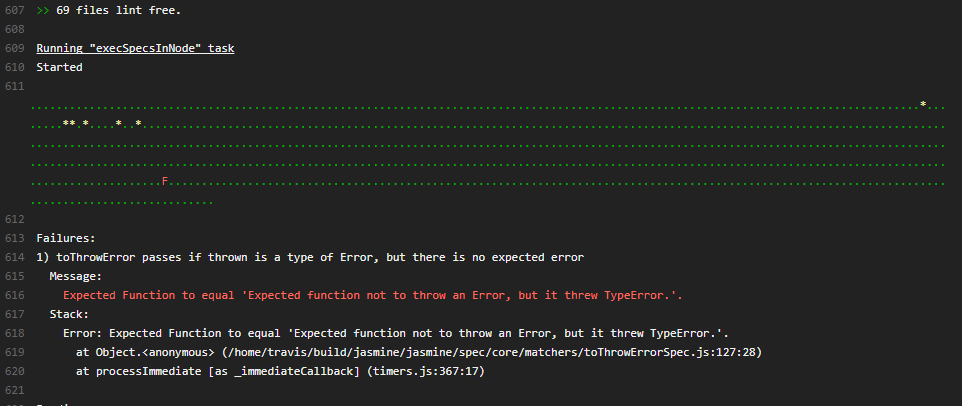 607 >> 69 files lint free.
608
609 Running "execSpecsInNode" task
610 Started
611
.......................................................................................................................................*...
.....**.*....*..*..........................................................................................................................
...........................................................................................................................................
...........................................................................................................................................
....................F......................................................................................................................
............................
612
613 Failures:
614 1) toThrowError passes if thrown is a type of Error, but there is no expected error
615 Message:
616 Expected Function to equal 'Expected function not to throw an Error, but it threw TypeError.'.
617 Stack:
618 Error: Expected Function to equal 'Expected function not to throw an Error, but it threw TypeError.'.
619 at Object.<anonymous> (/home/travis/build/jasmine/jasmine/spec/core/matchers/toThrowErrorSpec.js:127:28)
620 at processImmediate [as _immediateCallback] (timers.js:367:17)
621